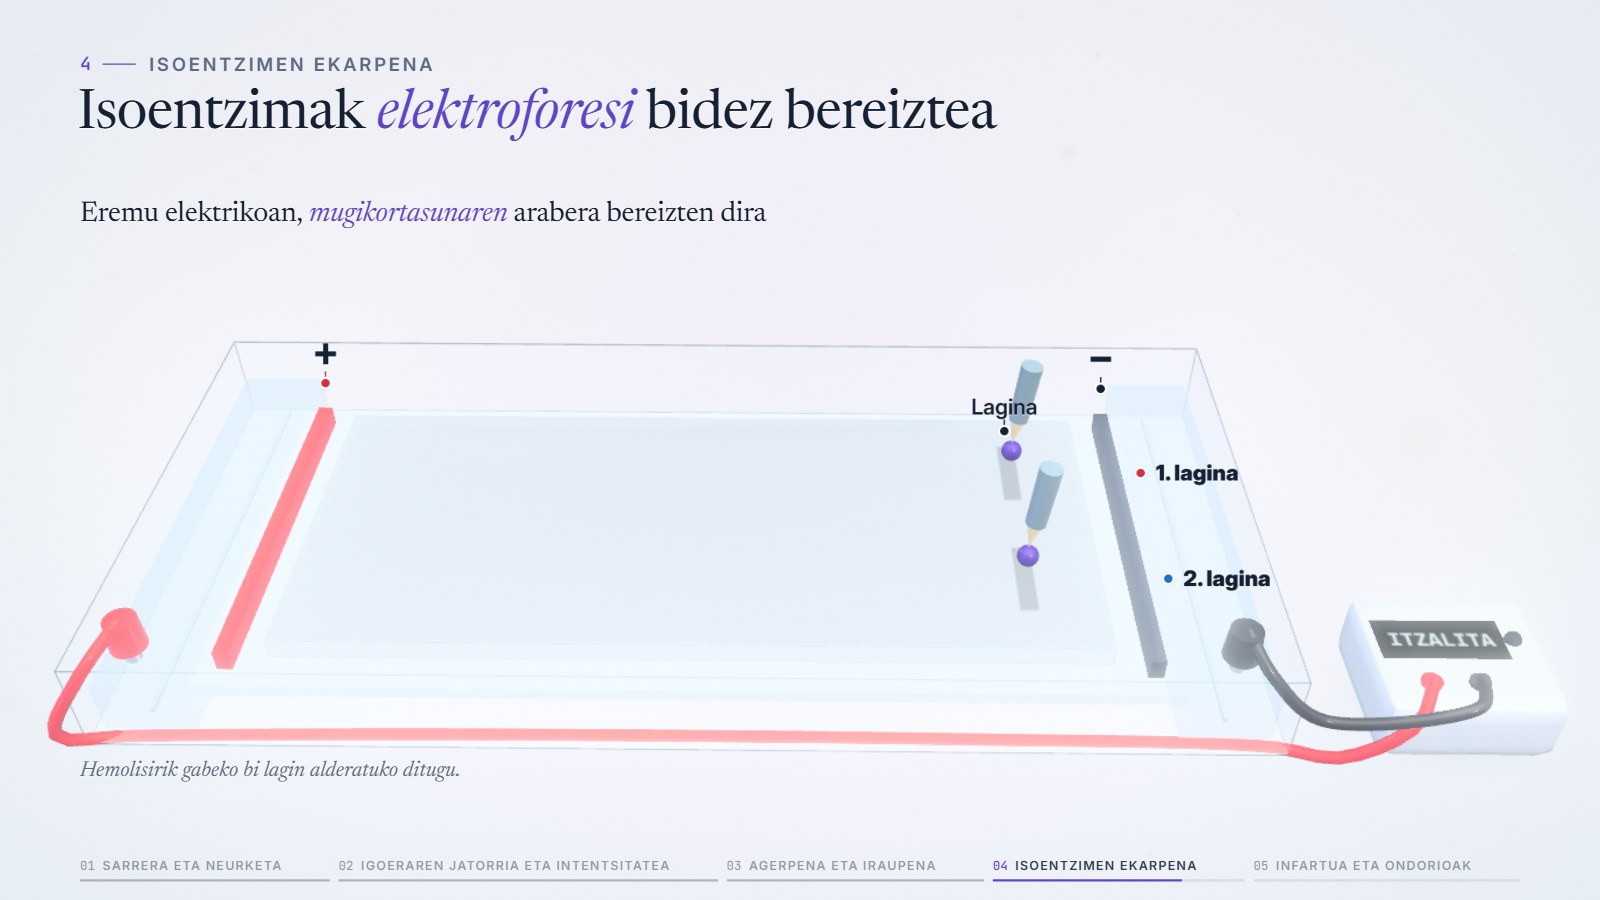 4 — ISOENTZIMEN EKARPENA
Isoentzimak elektroforesi bidez bereiztea
Eremu elektrikoan, mugikortasunaren arabera bereizten dira
+
−
Lagina
1. lagina
2. lagina
ITZALITA
Hemolisirik gabeko bi lagin alderatuko ditugu.
01 SARRERA ETA NEURKETA
02 IGOERAREN JATORRIA ETA INTENTSITATEA
03 AGERPENA ETA IRAUPENA
04 ISOENTZIMEN EKARPENA
05 INFARTUA ETA ONDORIOAK